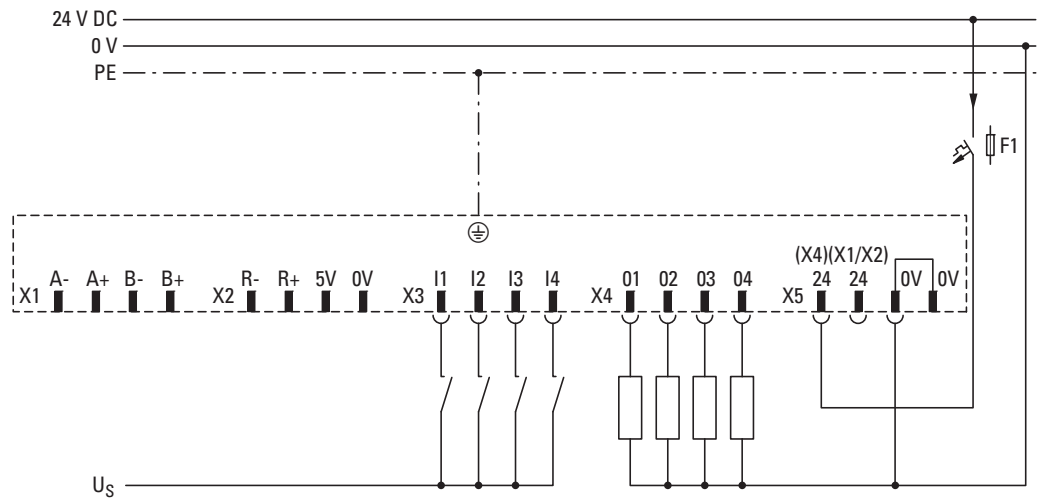 24 V DC
0 V
PE
F1
(X4)(X1/X2)
X1 A- A+ B- B+ X2 R- R+ 5V 0V X3 I1 I2 I3 I4 X4 01 02 03 04 X5 24 24 0V 0V
US